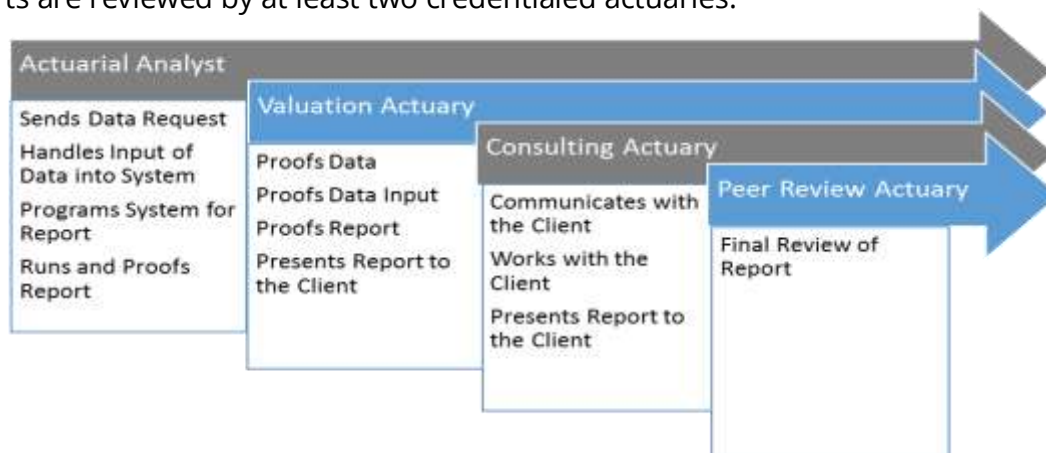 ts are reviewed by at least two credentialed actuaries.
Actuarial Analyst
Sends Data Request
Handles Input of
Data into System
Programs System for
Report
Runs and Proofs
Report
Valuation Actuary
Proofs Data
Proofs Data Input
Proofs Report
Presents Report to
the Client
Consulting Actuary
Communicates with
the Client
Works with the
Client
Presents Report to
the Client
Peer Review Actuary
Final Review of
Report